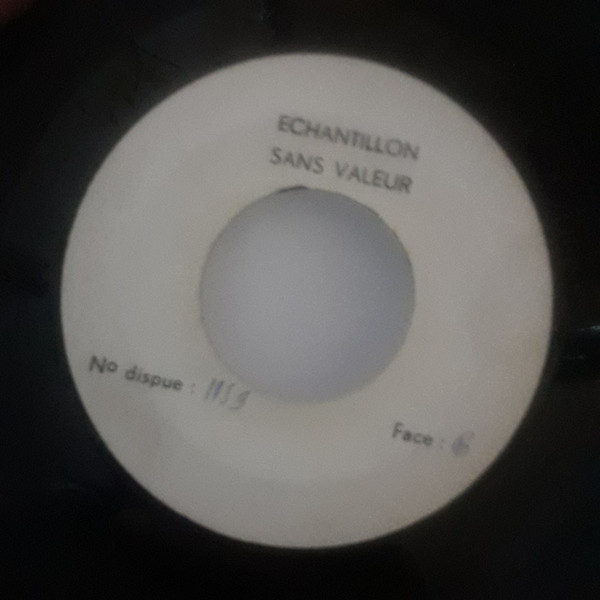 ECHANTILLON
SANS VALEUR
No dispue :
Face :